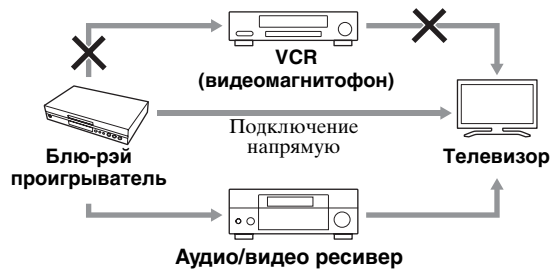 VCR
(видеомагнитофон)
Подключение
напрямую
Блю-рэй
проигрыватель
Телевизор
Аудио/видео ресивер